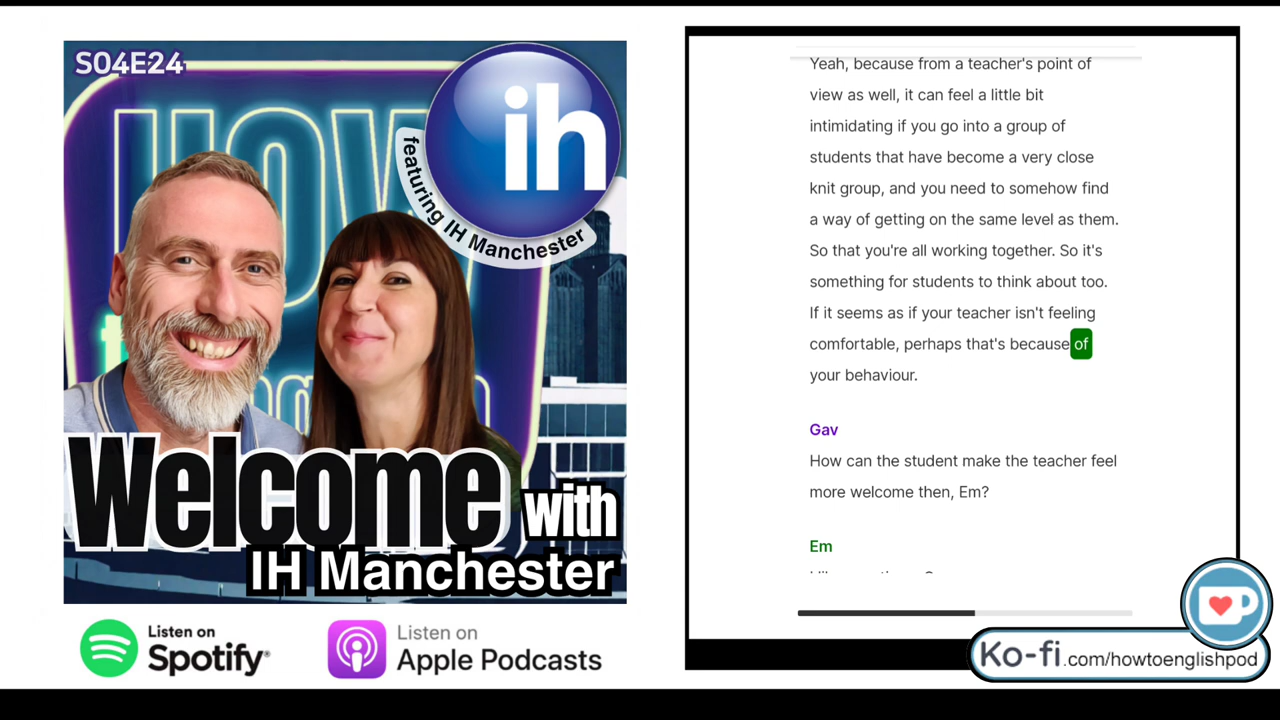 S04E24
HOW
ih
featuring IH Manchester
Welcome
with
IH Manchester
Listen on
Spotify®
Listen on
Apple Podcasts
Yeah, because from a teacher's point of
view as well, it can feel a little bit
intimidating if you go into a group of
students that have become a very close
knit group, and you need to somehow find
a way of getting on the same level as them.
So that you're all working together. So it's
something for students to think about too.
If it seems as if your teacher isn't feeling
comfortable, perhaps that's because of
your behaviour.
Gav
How can the student make the teacher feel
more welcome then, Em?
Em
Ko-fi.com/howtoenglishpod